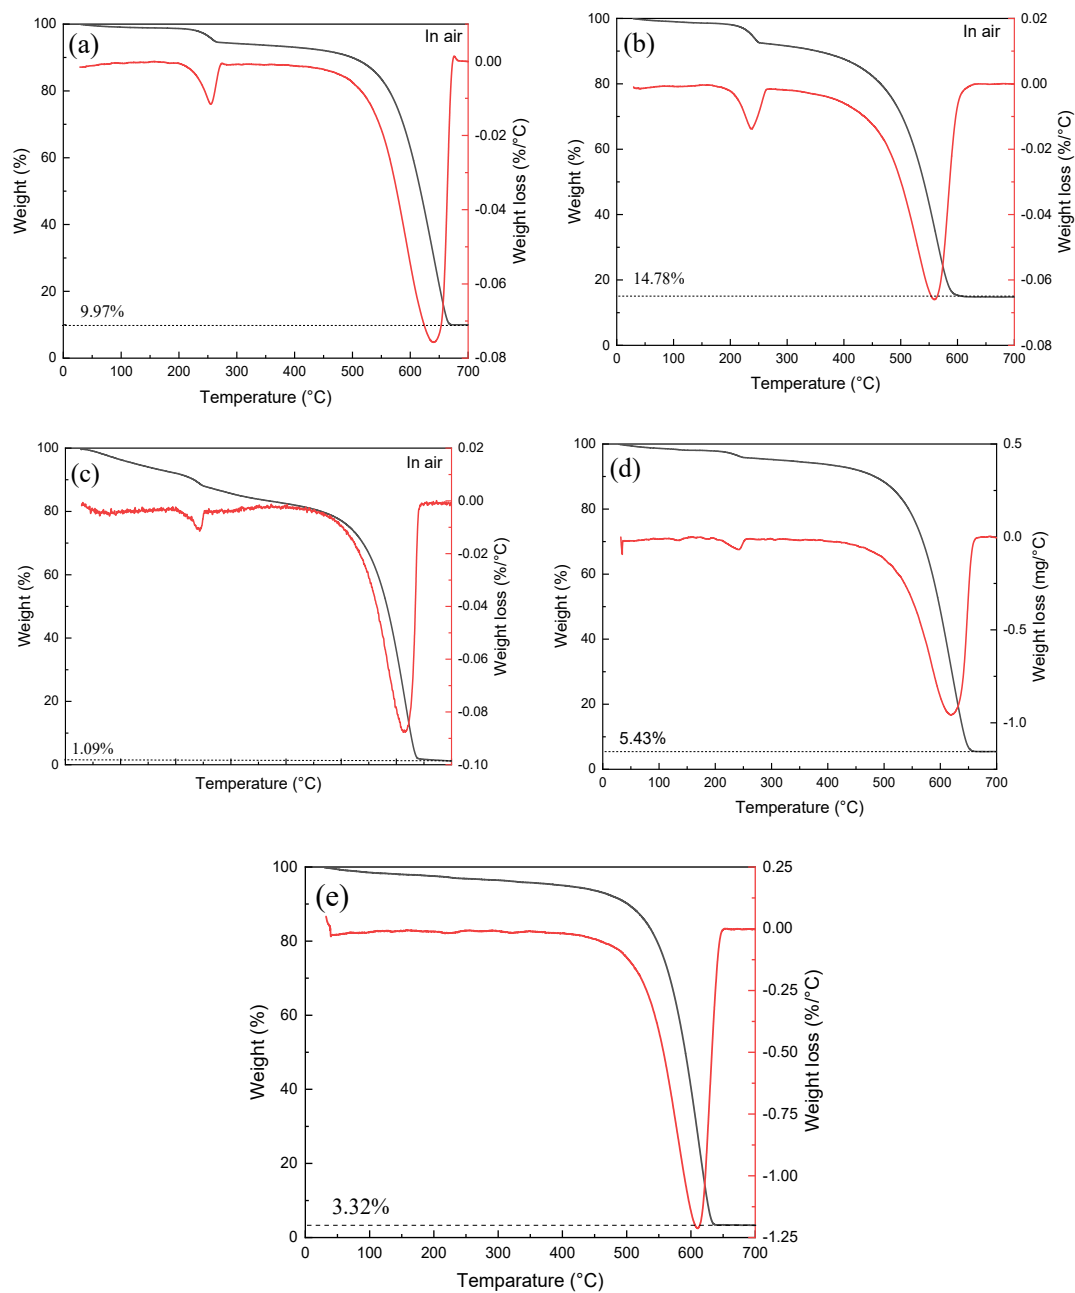 (a)
In air
9.97%
100
80
60
40
20
0
0.00
-0.02
-0.04
-0.06
-0.08
0 100 200 300 400 500 600 700
Weight (%)
Weight loss (%/°C)
Temperature (°C)
(b)
In air
14.78%
100
80
60
40
20
0
0.02
0.00
-0.02
-0.04
-0.06
-0.08
0 100 200 300 400 500 600 700
Weight (%)
Weight loss (%/°C)
Temperature (°C)
(c)
In air
1.09%
100
80
60
40
20
0
0.02
0.00
-0.02
-0.04
-0.06
-0.08
-0.10
Weight (%)
Weight loss (%/°C)
Temperature (°C)
(d)
5.43%
100
80
60
40
20
0
0.5
0.0
-0.5
-1.0
0 100 200 300 400 500 600 700
Weight (%)
Weight loss (mg/°C)
Temperature (°C)
(e)
3.32%
100
80
60
40
20
0
0.25
0.00
-0.25
-0.50
-0.75
-1.00
-1.25
0 100 200 300 400 500 600 700
Weight (%)
Weight loss (%/°C)
Temparature (°C)